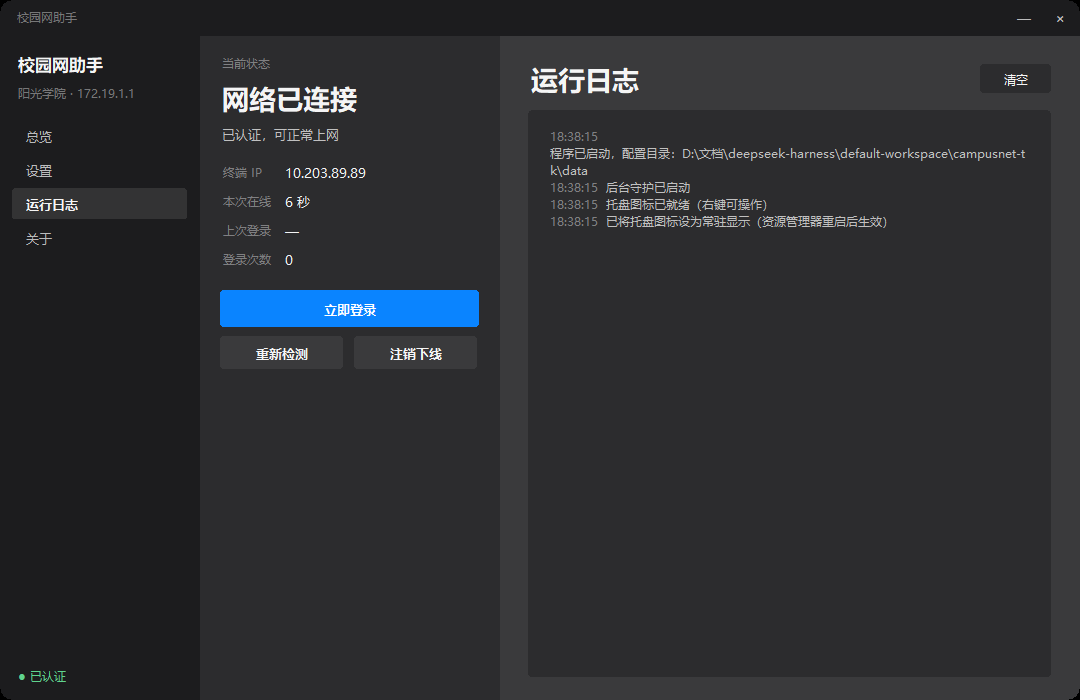 校园网助手
— ×
校园网助手
阳光学院 · 172.19.1.1
总览
设置
运行日志
关于
● 已认证
当前状态
网络已连接
已认证，可正常上网
终端 IP 10.203.89.89
本次在线 6 秒
上次登录 —
登录次数 0
立即登录
重新检测 注销下线
运行日志
清空
18:38:15
程序已启动，配置目录：D:\文档\deepseek-harness\default-workspace\campusnet-t
k\data
18:38:15 后台守护已启动
18:38:15 托盘图标已就绪（右键可操作）
18:38:15 已将托盘图标设为常驻显示（资源管理器重启后生效）